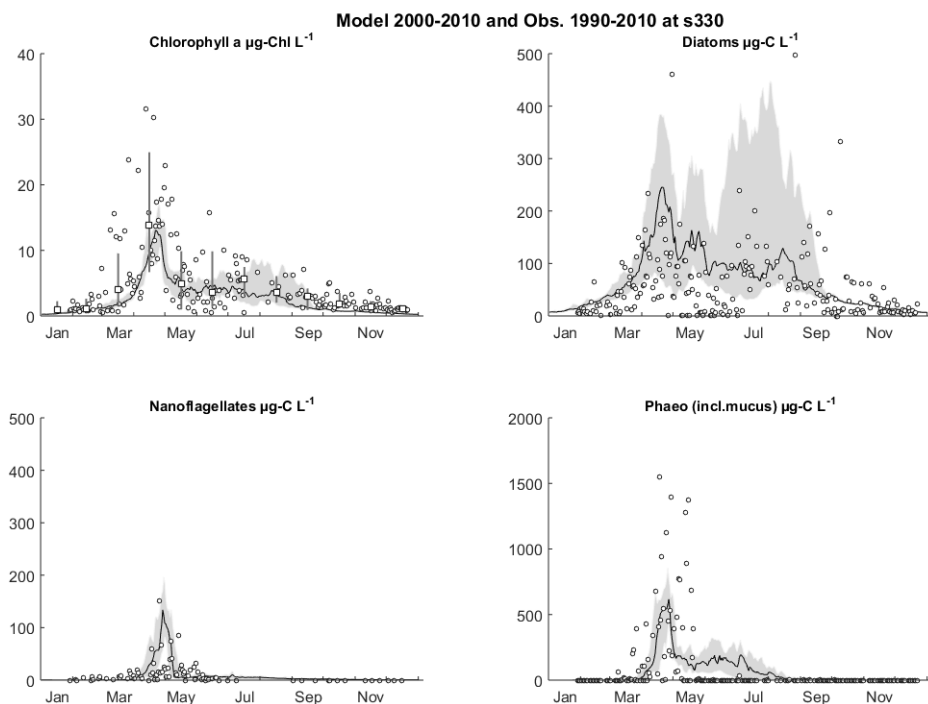 Model 2000-2010 and Obs. 1990-2010 at s330
Chlorophyll a µg-Chl L-1
40
30
20
10
0
Jan Mar May Jul Sep Nov
Diatoms µg-C L-1
500
400
300
200
100
0
Jan Mar May Jul Sep Nov
Nanoflagellates µg-C L-1
500
400
300
200
100
0
Jan Mar May Jul Sep Nov
Phaeo (incl.mucus) µg-C L-1
2000
1500
1000
500
0
Jan Mar May Jul Sep Nov